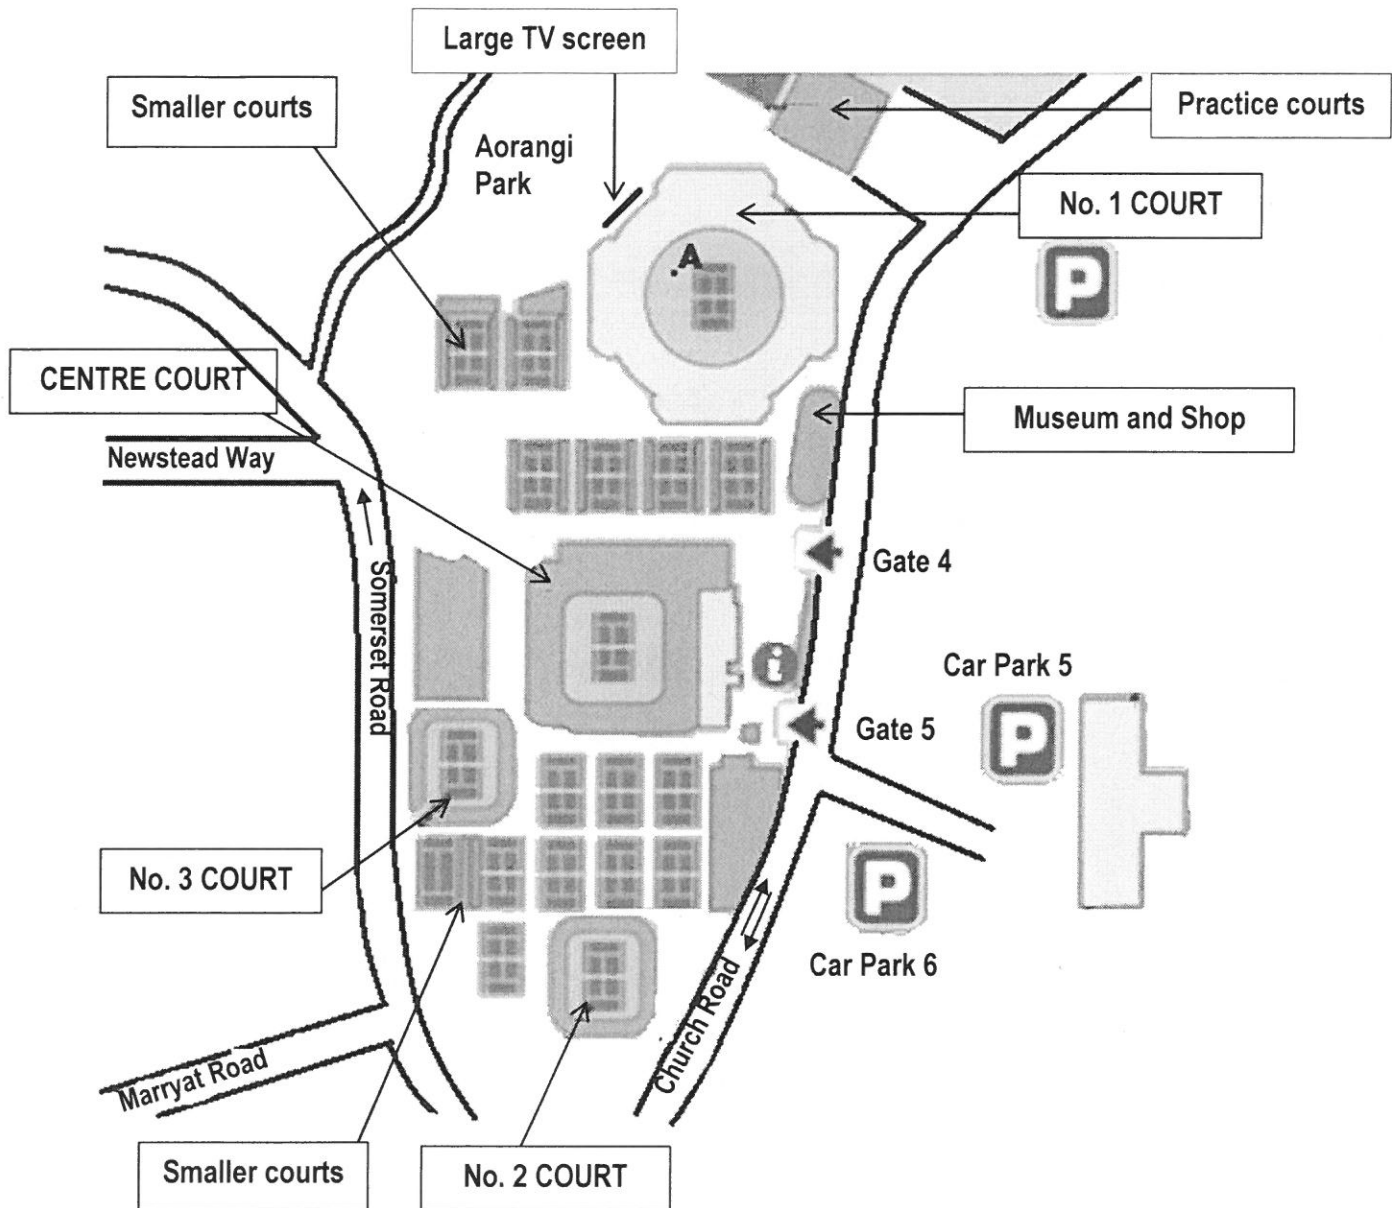 Large TV screen
Smaller courts
Practice courts
Aorangi
Park
No. 1 COURT
A
P
CENTRE COURT
Museum and Shop
Newstead Way
Gate 4
Somerset Road
i
Car Park 5
P
Gate 5
No. 3 COURT
P
Car Park 6
Church Road
Marryat Road
Smaller courts
No. 2 COURT